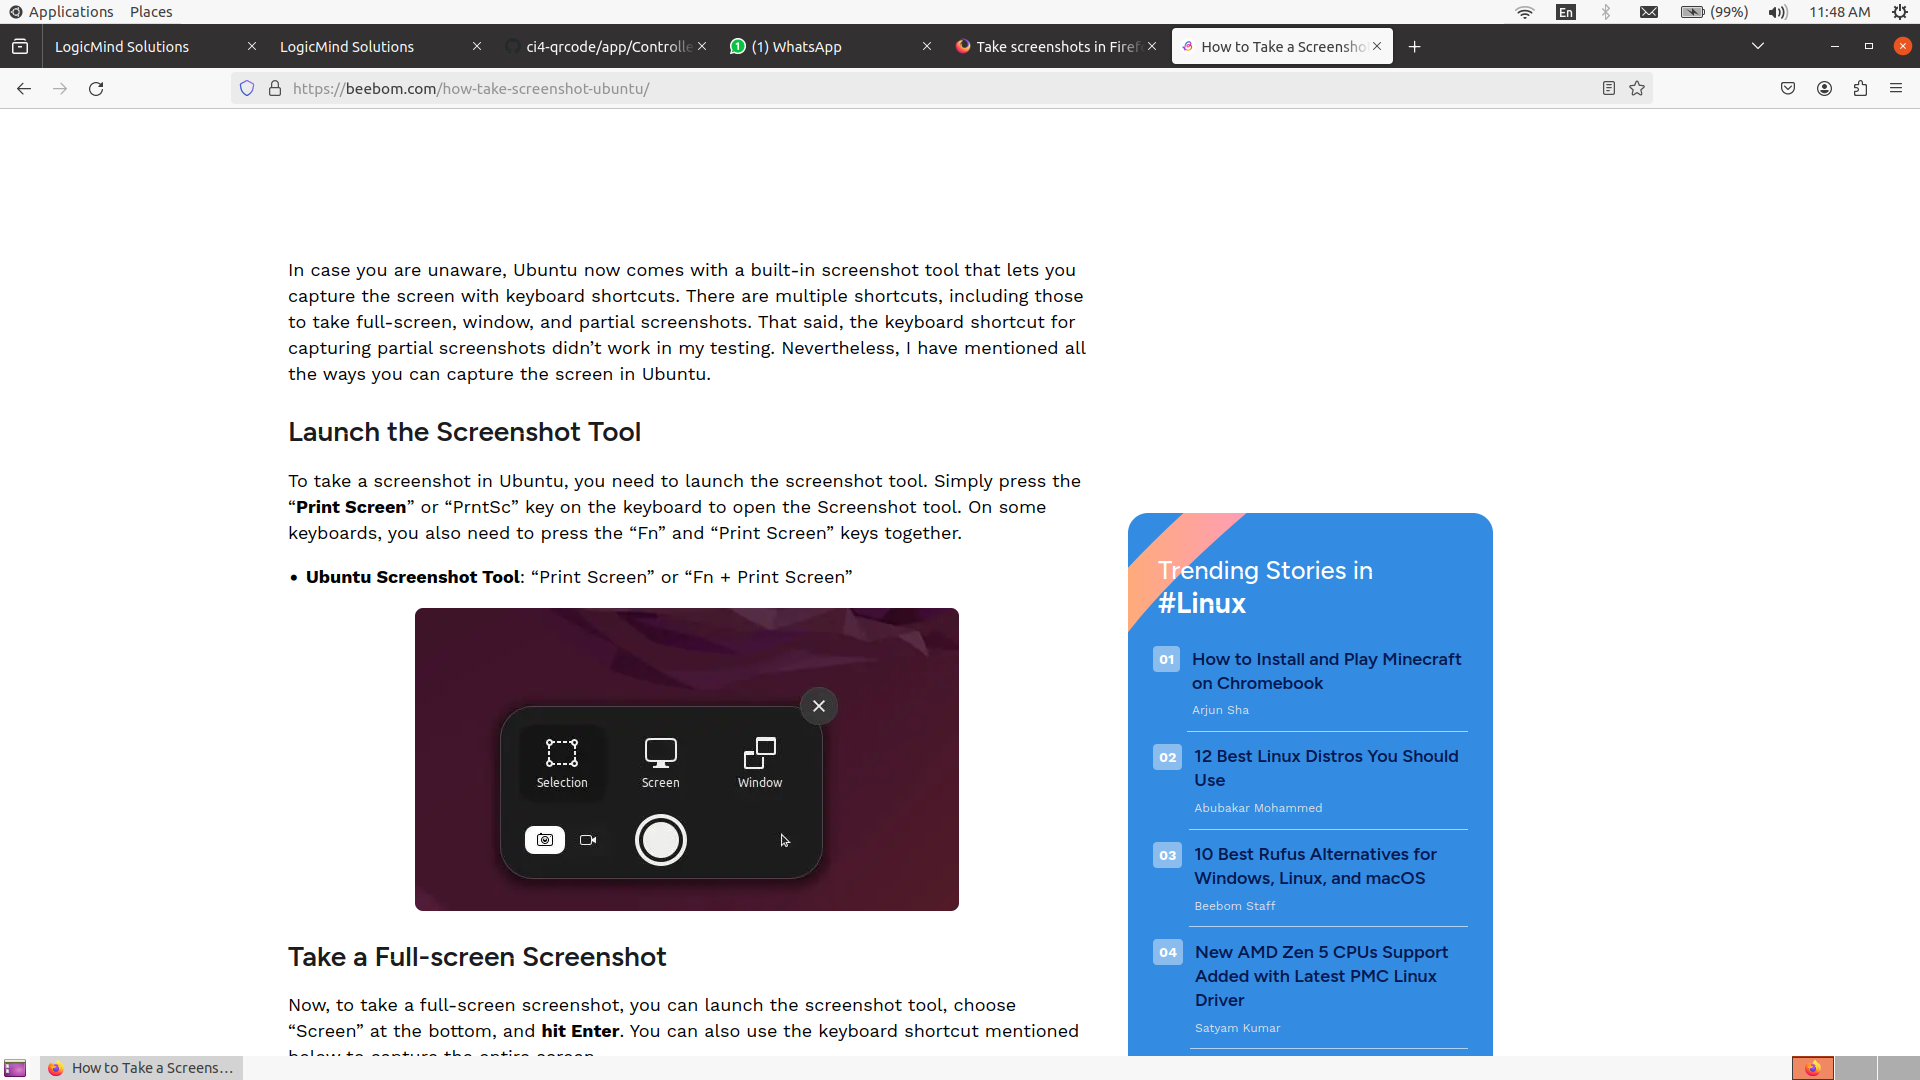 Applications Places
En (99%) 11:48 AM
LogicMind Solutions
LogicMind Solutions
ci4-qrcode/app/Controlle
(1) WhatsApp
Take screenshots in Firef
How to Take a Screensho
https://beebom.com/how-take-screenshot-ubuntu/
In case you are unaware, Ubuntu now comes with a built-in screenshot tool that lets you
capture the screen with keyboard shortcuts. There are multiple shortcuts, including those
to take full-screen, window, and partial screenshots. That said, the keyboard shortcut for
capturing partial screenshots didn’t work in my testing. Nevertheless, I have mentioned all
the ways you can capture the screen in Ubuntu.
Launch the Screenshot Tool
To take a screenshot in Ubuntu, you need to launch the screenshot tool. Simply press the
“Print Screen” or “PrntSc” key on the keyboard to open the Screenshot tool. On some
keyboards, you also need to press the “Fn” and “Print Screen” keys together.
• Ubuntu Screenshot Tool: “Print Screen” or “Fn + Print Screen”
Selection
Screen
Window
Take a Full-screen Screenshot
Now, to take a full-screen screenshot, you can launch the screenshot tool, choose
“Screen” at the bottom, and hit Enter. You can also use the keyboard shortcut mentioned
below to capture the entire screen.
Trending Stories in
#Linux
01 How to Install and Play Minecraft
on Chromebook
Arjun Sha
02 12 Best Linux Distros You Should
Use
Abubakar Mohammed
03 10 Best Rufus Alternatives for
Windows, Linux, and macOS
Beebom Staff
04 New AMD Zen 5 CPUs Support
Added with Latest PMC Linux
Driver
Satyam Kumar
How to Take a Screens…